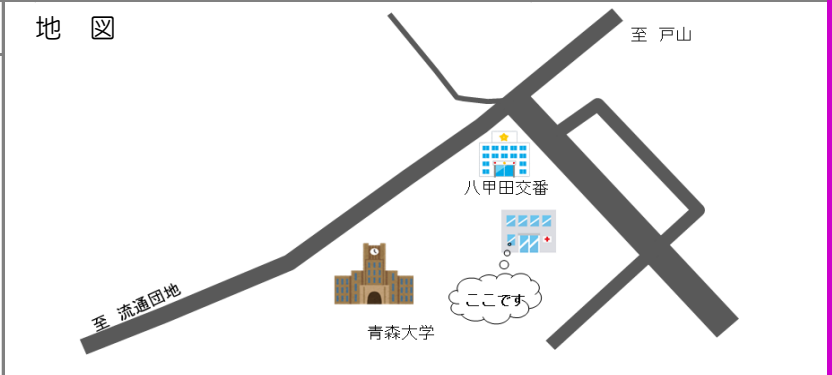 地 図
至 戸山
八甲田交番
ここです
至 流通団地
青森大学